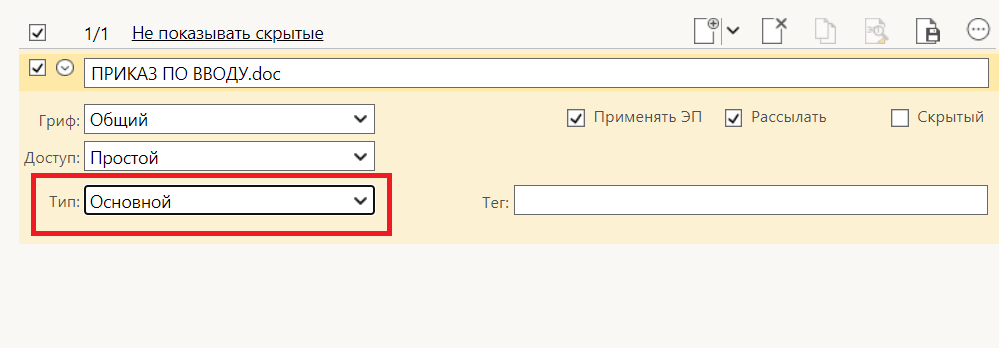 1/1 Не показывать скрытые
ПРИКАЗ ПО ВВОДУ.doc
Гриф: Общий Применять ЭП Рассылать Скрытый
Доступ: Простой
Тип: Основной Тег: